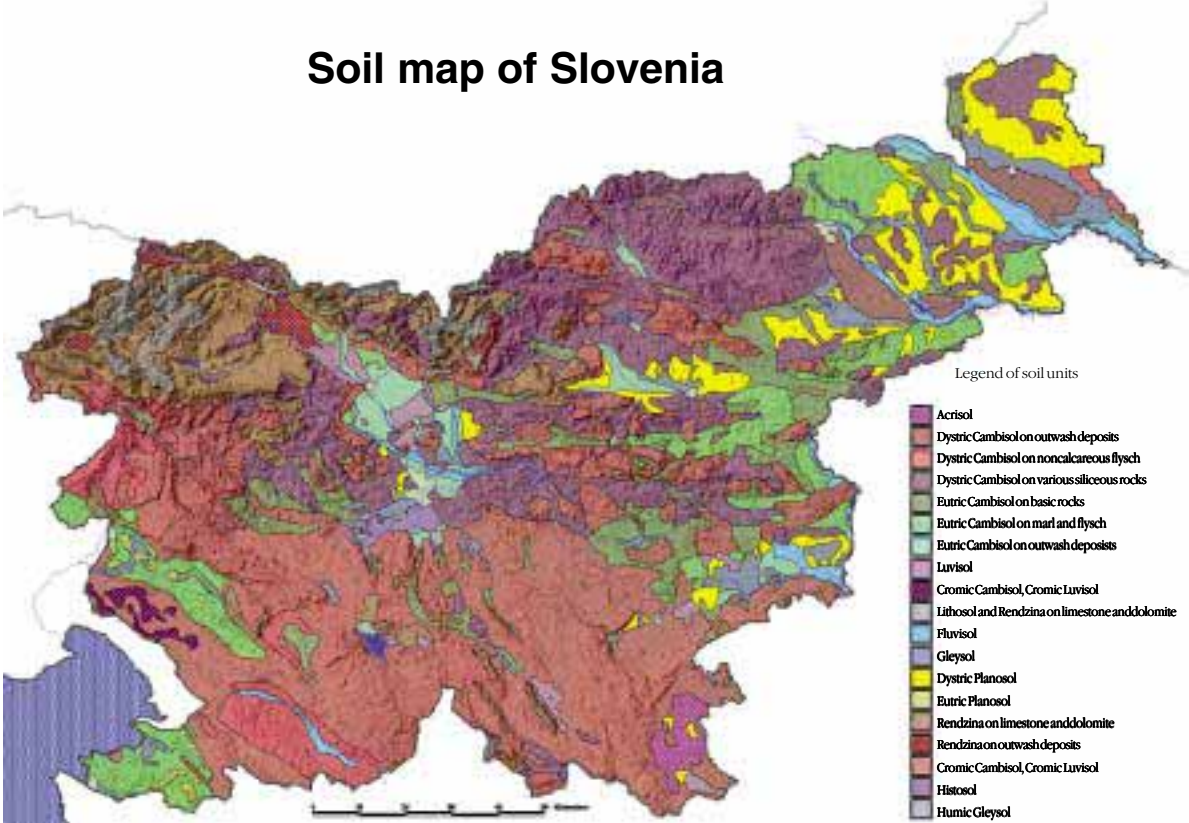 Soil map of Slovenia
Legend of soil units
Acrisol
Dystric Cambisol on outwash deposits
Dystric Cambisol on noncalcareous flysch
Dystric Cambisol on various siliceous rocks
Eutric Cambisol on basic rocks
Eutric Cambisol on marl and flysch
Eutric Cambisol on outwash deposists
Luvisol
Cromic Cambisol, Cromic Luvisol
Lithosol and Rendzina on limestone anddolomite
Fluvisol
Gleysol
Dystric Planosol
Eutric Planosol
Rendzina on limestone anddolomite
Rendzina on outwash deposits
Cromic Cambisol, Cromic Luvisol
Histosol
Humic Gleysol